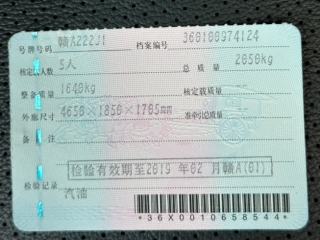 号牌号码 赣A222J1 档案编号 360100974124
核定载人数 5人 总质量 2050kg
整备质量 1640kg 核定载质量
外廓尺寸 4650×1850×1705mm 准牵引总质量
备注
检验有效期至2019年02月赣A(01)
检验记录 汽油
*36X0010658544*